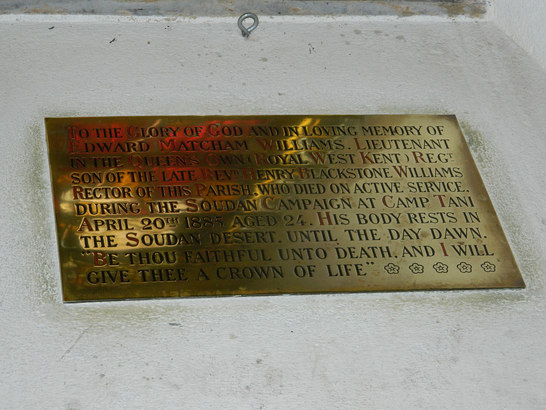 To the Glory of God and in loving memory of
Edward Matcham Williams. Lieutenant
in the Queens Own (Royal West Kent) Regt
son of the late Revd Henry Blackstone Williams
Rector of this Parish. who died on active service.
during the Soudan Campaign at Camp Tani
April 20th 1885 aged 24. His body rests in
the Soudan desert. until the day dawn.
"Be thou faithful unto death. and I will
give thee a crown of life."